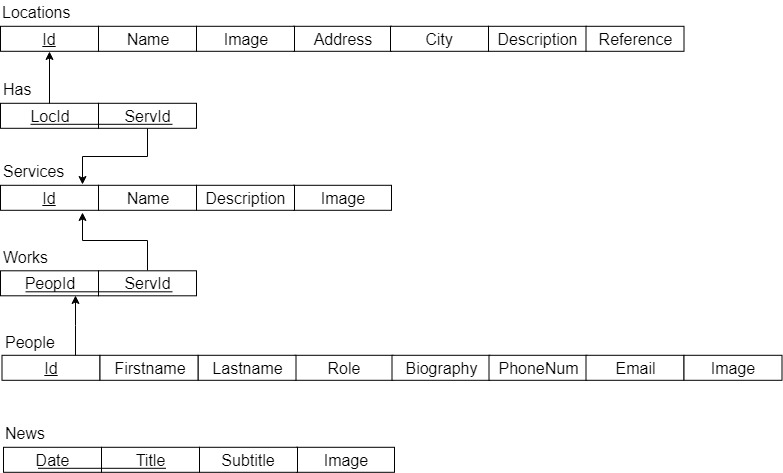 Locations
Id Name Image Address City Description Reference
Has
LocId ServId
Services
Id Name Description Image
Works
PeopId ServId
People
Id Firstname Lastname Role Biography PhoneNum Email Image
News
Date Title Subtitle Image